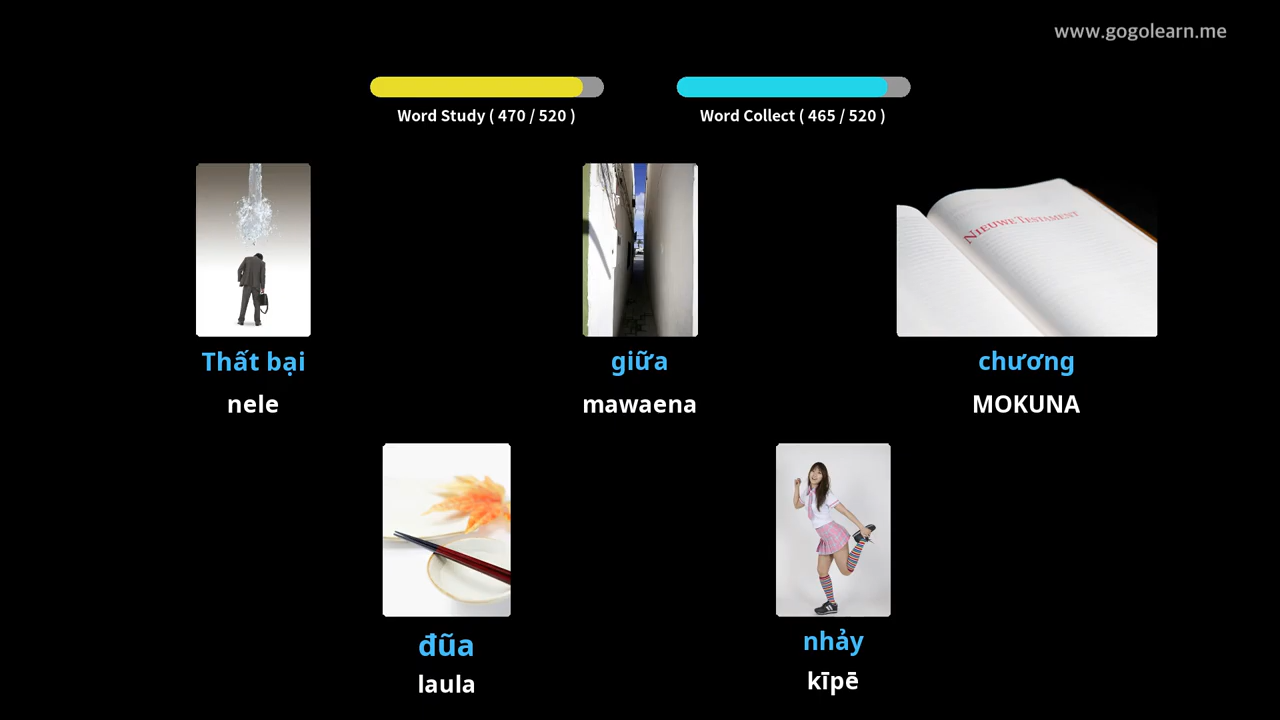 www.gogolearn.me
Word Study ( 470 / 520 )
Word Collect ( 465 / 520 )
NIEUWE TESTAMENT
Thất bại
giữa
chương
nele
mawaena
MOKUNA
đũa
nhảy
laula
kīpē